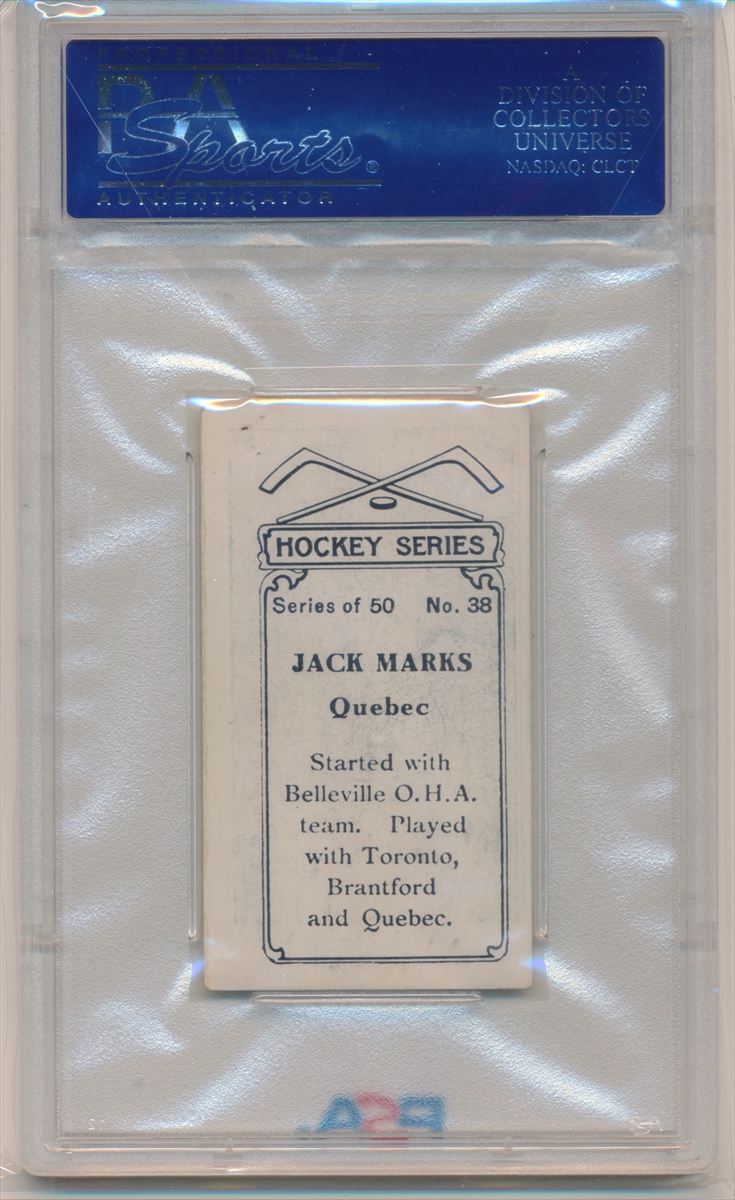 PROFESSIONAL
PSA
Sports®
AUTHENTICATOR
A
DIVISION OF
COLLECTORS
UNIVERSE
NASDAQ: CLCT
HOCKEY SERIES
Series of 50 No. 38
JACK MARKS
Quebec
Started with
Belleville O.H.A.
team. Played
with Toronto,
Brantford
and Quebec.
PSA